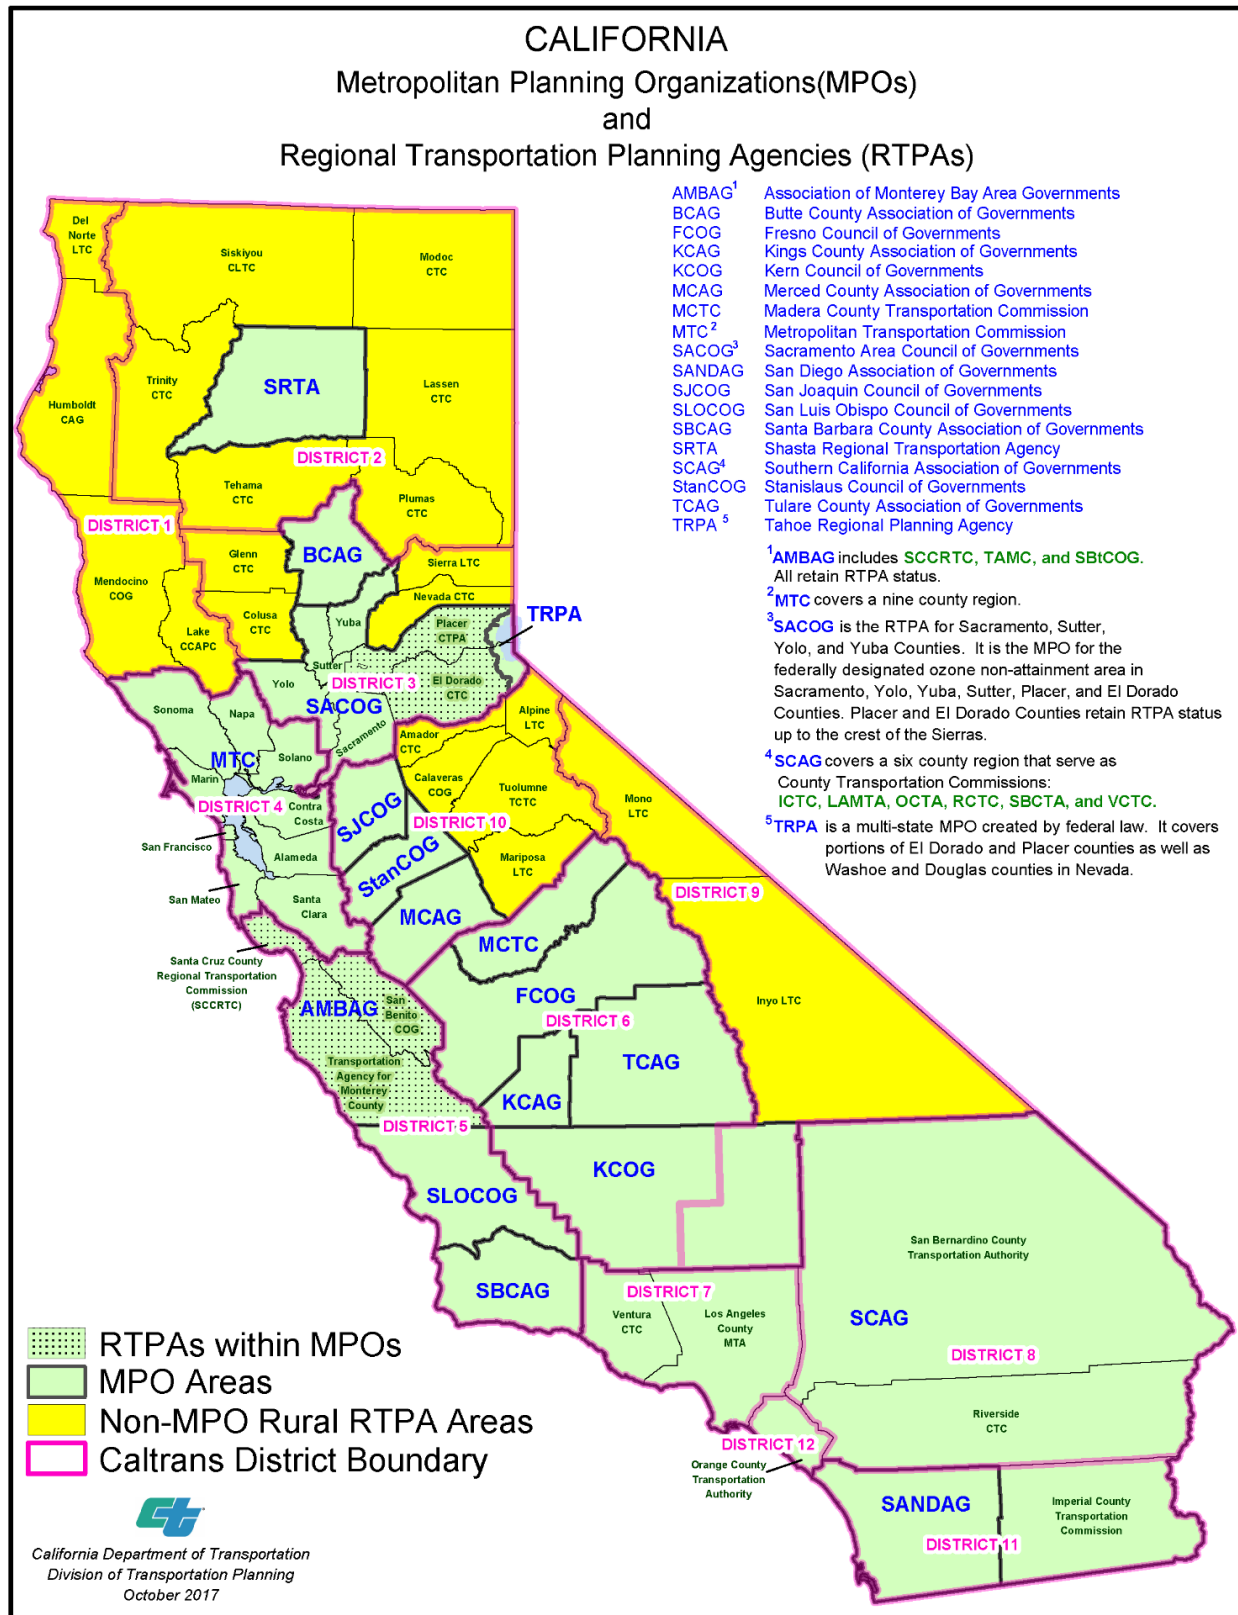 CALIFORNIA
Metropolitan Planning Organizations(MPOs)
and
Regional Transportation Planning Agencies (RTPAs)
AMBAG1 Association of Monterey Bay Area Governments
BCAG Butte County Association of Governments
FCOG Fresno Council of Governments
KCAG Kings County Association of Governments
KCOG Kern Council of Governments
MCAG Merced County Association of Governments
MCTC Madera County Transportation Commission
MTC 2 Metropolitan Transportation Commission
SACOG3 Sacramento Area Council of Governments
SANDAG San Diego Association of Governments
SJCOG San Joaquin Council of Governments
SLOCOG San Luis Obispo Council of Governments
SBCAG Santa Barbara County Association of Governments
SRTA Shasta Regional Transportation Agency
SCAG4 Southern California Association of Governments
StanCOG Stanislaus Council of Governments
TCAG Tulare County Association of Governments
TRPA 5 Tahoe Regional Planning Agency
1AMBAG includes SCCRTC, TAMC, and SBtCOG.
All retain RTPA status.
2MTC covers a nine county region.
3SACOG is the RTPA for Sacramento, Sutter,
Yolo, and Yuba Counties. It is the MPO for the
federally designated ozone non-attainment area in
Sacramento, Yolo, Yuba, Sutter, Placer, and El Dorado
Counties. Placer and El Dorado Counties retain RTPA status
up to the crest of the Sierras.
4 SCAG covers a six county region that serve as
County Transportation Commissions:
ICTC, LAMTA, OCTA, RCTC, SBCTA, and VCTC.
5TRPA is a multi-state MPO created by federal law. It covers
portions of El Dorado and Placer counties as well as
Washoe and Douglas counties in Nevada.
Del
Norte
LTC
Siskiyou
CLTC
Modoc
CTC
Humboldt
CAG
Trinity
CTC
SRTA
Lassen
CTC
DISTRICT 2
Tehama
CTC
Plumas
CTC
DISTRICT 1
BCAG
Glenn
CTC
Sierra LTC
Mendocino
COG
Nevada CTC
Colusa
CTC
Lake
CCAPC
Yuba
Placer
CTPA
TRPA
Sutter
DISTRICT 3
El Dorado
CTC
Yolo
SACOG
Sacramento
Sonoma
Napa
MTC
Solano
Marin
DISTRICT 4
Contra
Costa
San Francisco
Alameda
San Mateo
Santa
Clara
Alpine
LTC
Amador
CTC
Calaveras
COG
Tuolumne
TCTC
Mono
LTC
SJCOG
DISTRICT 10
StanCOG
Mariposa
LTC
DISTRICT 9
MCAG
MCTC
Santa Cruz County
Regional Transportation
Commission
(SCCRTC)
AMBAG
San
Benito
COG
FCOG
Inyo LTC
DISTRICT 6
TCAG
Transportation
Agency for
Monterey
County
KCAG
DISTRICT 5
KCOG
SLOCOG
San Bernardino County
Transportation Authority
SBCAG
DISTRICT 7
Ventura
CTC
Los Angeles
County
MTA
SCAG
DISTRICT 8
Riverside
CTC
DISTRICT 12
Orange County
Transportation
Authority
SANDAG
Imperial County
Transportation
Commission
DISTRICT 11
RTPAs within MPOs
MPO Areas
Non-MPO Rural RTPA Areas
Caltrans District Boundary
ct
California Department of Transportation
Division of Transportation Planning
October 2017